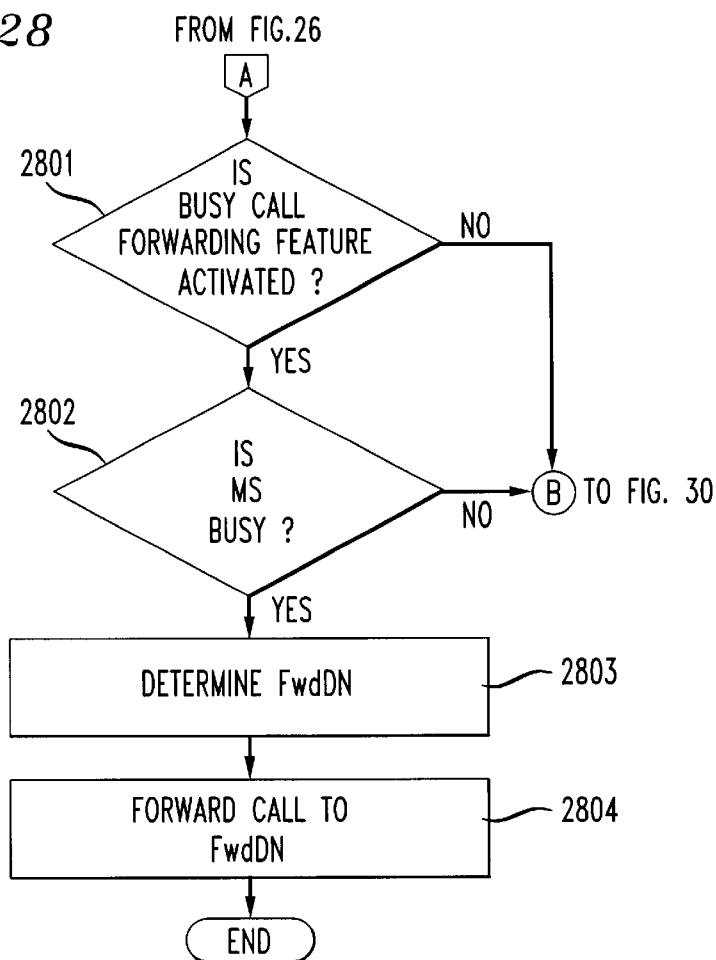 28
FROM FIG.26
A
2801
IS
BUSY CALL
FORWARDING FEATURE
ACTIVATED ?
NO
YES
2802
IS
MS
BUSY ?
NO
B TO FIG. 30
YES
DETERMINE FwdDN
2803
FORWARD CALL TO
FwdDN
2804
END